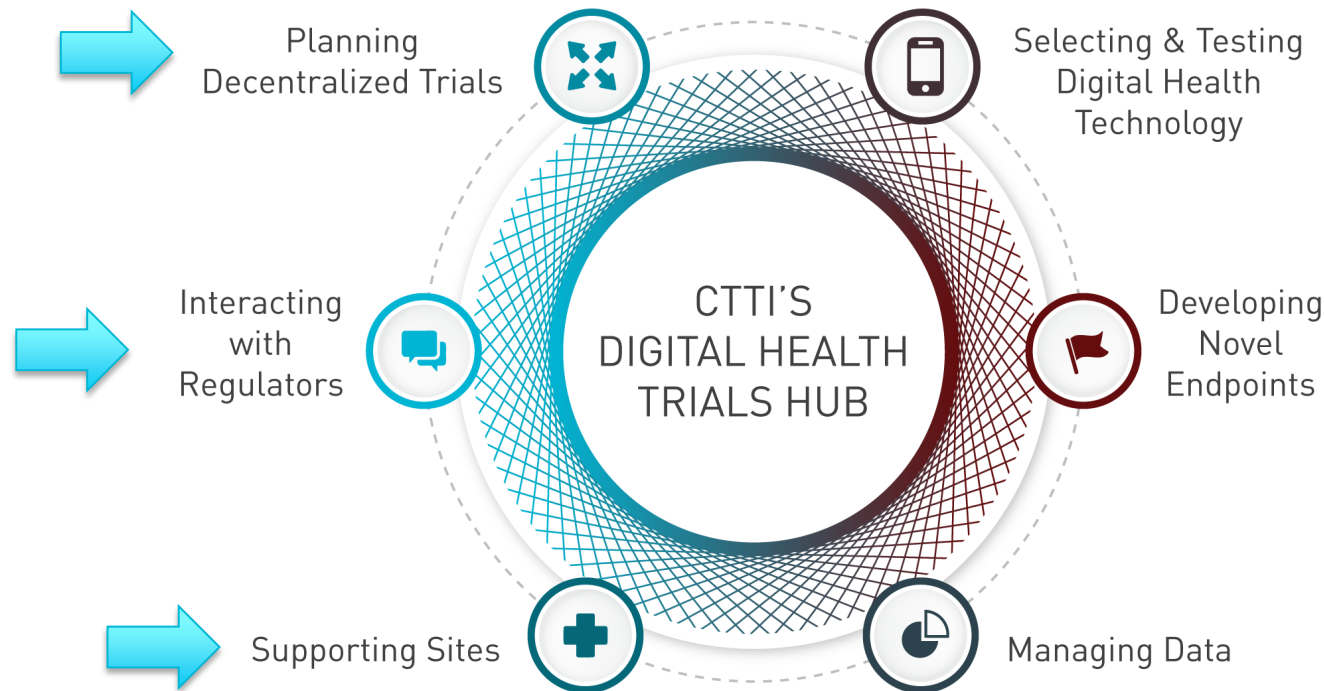 Planning
Decentralized Trials
Selecting & Testing
Digital Health
Technology
Interacting
with
Regulators
CTTI'S
DIGITAL HEALTH
TRIALS HUB
Developing
Novel
Endpoints
Supporting Sites
Managing Data